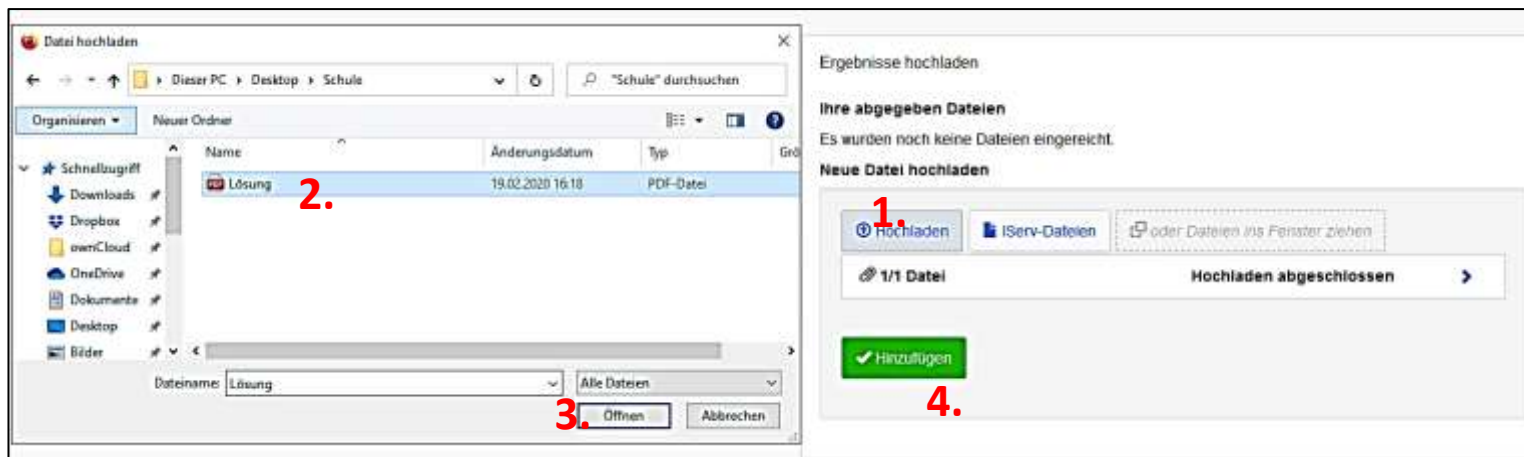 Datei hochladen
Dieser PC > Desktop > Schule
"Schule" durchsuchen
Organisieren
Neuer Ordner
Name
Änderungsdatum
Typ
Grö
Schnellzugriff
Downloads
Dropbox
ownCloud
OneDrive
Dokumente
Desktop
Bilder
Lösung
19.02.2020 16:18
PDF-Datei
2.
Dateiname: Lösung
Alle Dateien
3.
Öffnen
Abbrechen
Ergebnisse hochladen
Ihre abgegeben Dateien
Es wurden noch keine Dateien eingereicht.
Neue Datei hochladen
1.
Hochladen
IServ-Dateien
oder Dateien ins Fenster ziehen
1/1 Datei
Hochladen abgeschlossen
Hinzufügen
4.